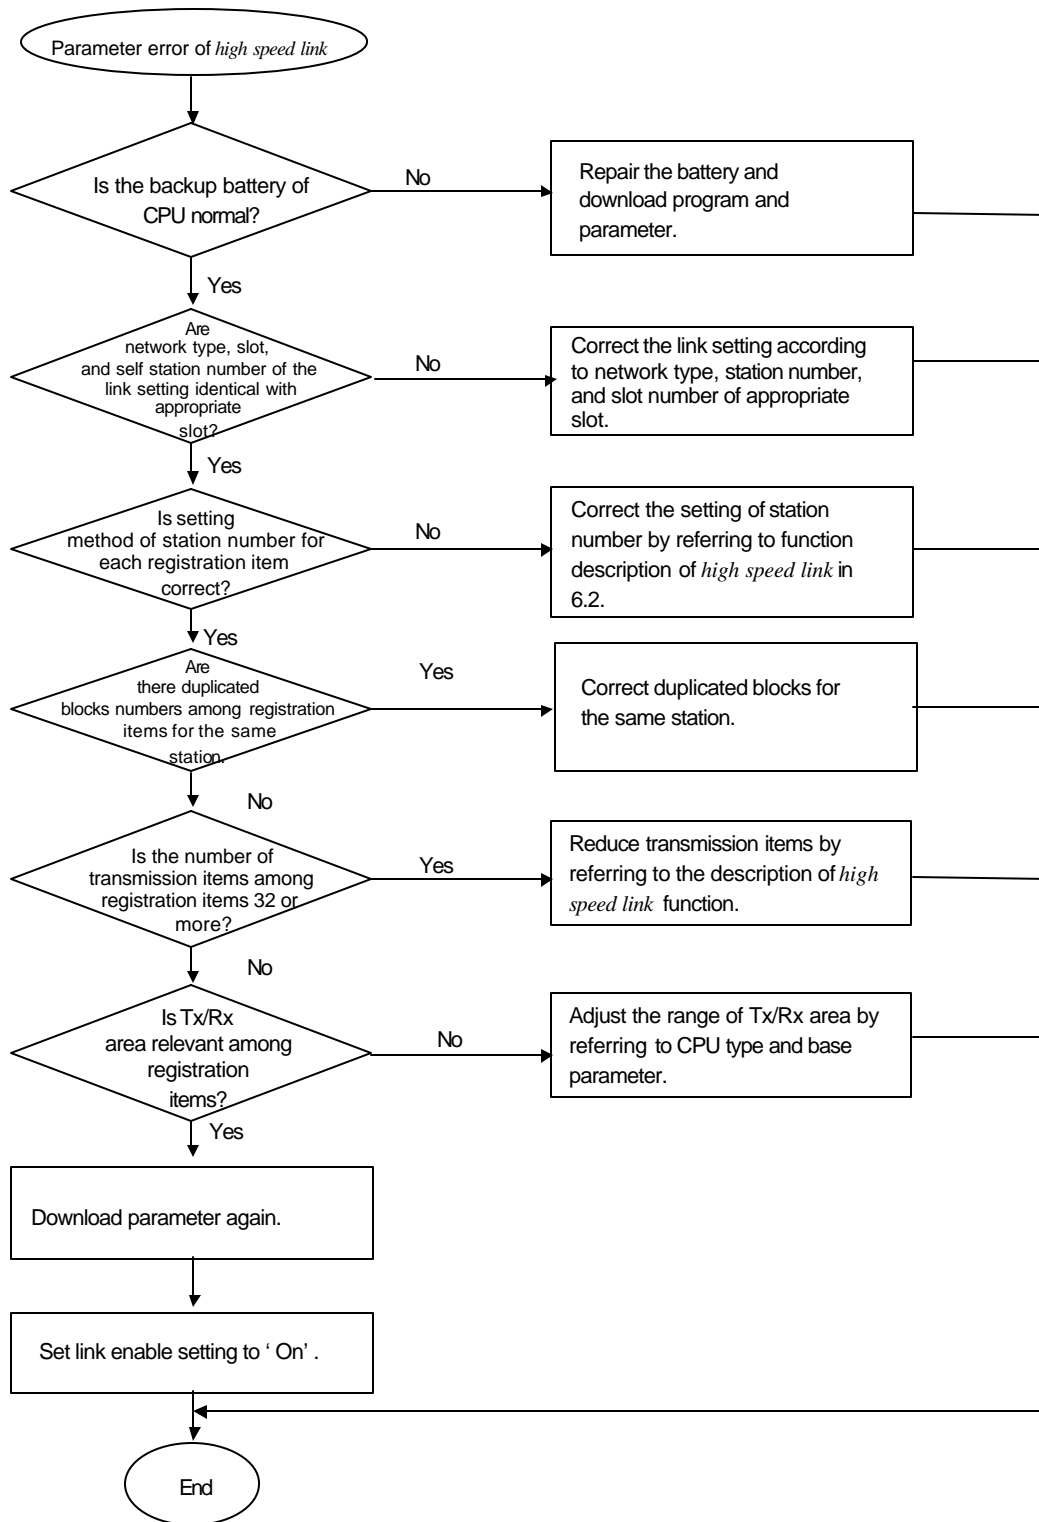 Parameter error of high speed link
Is the backup battery of
CPU normal?
No
Repair the battery and
download program and
parameter.
Yes
Are
network type, slot,
and self station number of the
link setting identical with
appropriate
slot?
No
Correct the link setting according
to network type, station number,
and slot number of appropriate
slot.
Yes
Is setting
method of station number for
each registration item
correct?
No
Correct the setting of station
number by referring to function
description of high speed link in
6.2.
Yes
Are
there duplicated
blocks numbers among registration
items for the same
station.
Yes
Correct duplicated blocks for
the same station.
No
Is the number of
transmission items among
registration items 32 or
more?
Yes
Reduce transmission items by
referring to the description of high
speed link function.
No
Is Tx/Rx
area relevant among
registration
items?
No
Adjust the range of Tx/Rx area by
referring to CPU type and base
parameter.
Yes
Download parameter again.
Set link enable setting to ‘ On’ .
End